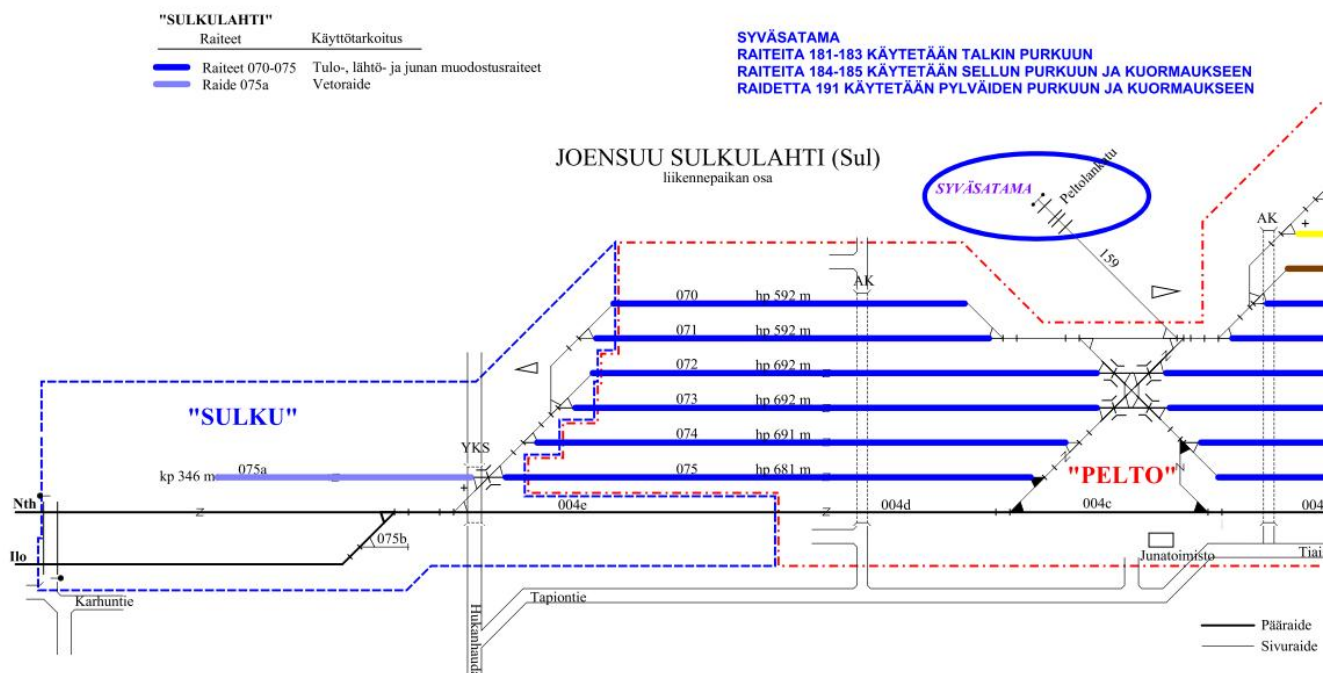 "SULKULAHTI"
Raiteet Käyttötarkoitus
Raiteet 070-075 Tulo-, lähtö- ja junan muodostusraiteet
Raide 075a Vetoraide
SYVÄSATAMA
RAITEITA 181-183 KÄYTETÄÄN TALKIN PURKUUN
RAITEITA 184-185 KÄYTETÄÄN SELLUN PURKUUN JA KUORMAUKSEEN
RAIDETTA 191 KÄYTETÄÄN PYLVÄIDEN PURKUUN JA KUORMAUKSEEN
JOENSUU SULKULAHTI (Sul)
liikennepaikan osa
SYVÄSATAMA
Peltolankatu
159
AK
AK
070 hp 592 m
071 hp 592 m
072 hp 692 m
073 hp 692 m
074 hp 691 m
075 hp 681 m
"SULKU"
YKS
kp 346 m 075a
"PELTO"
Nth
004e
004d
004c
004
075b
Ilo
Junatoimisto
Tiai
Karhuntie
Tapiontie
Hukanhauda
Pääraide
Sivuraide